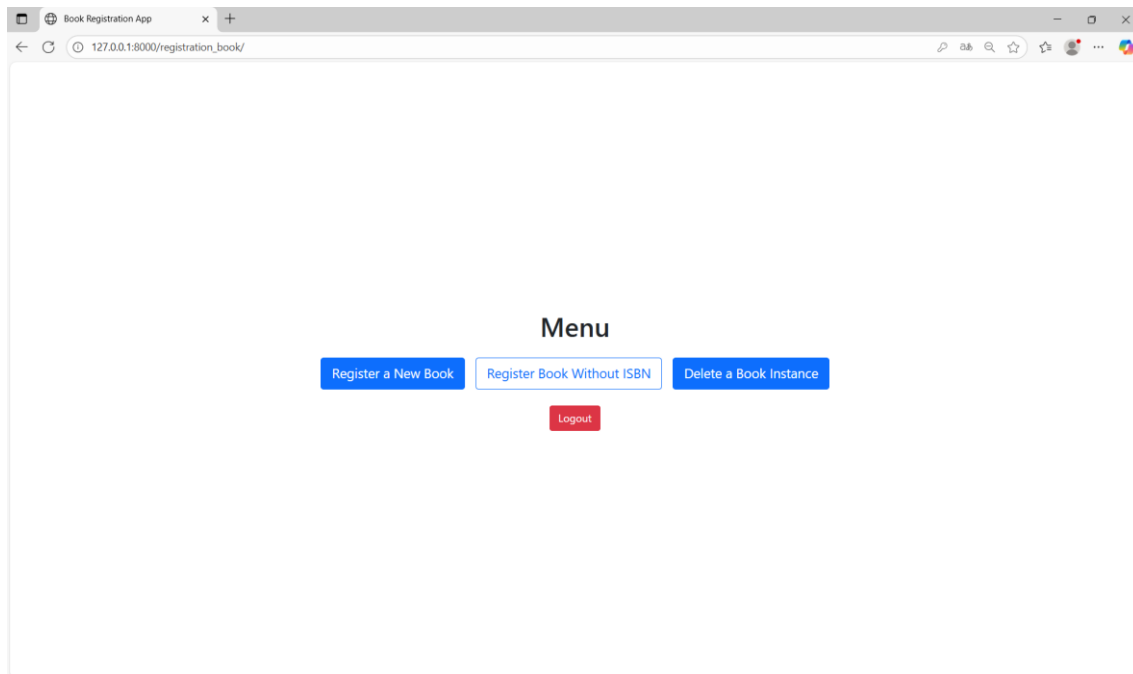 Book Registration App
127.0.0.1:8000/registration_book/
Menu
Register a New Book Register Book Without ISBN Delete a Book Instance
Logout